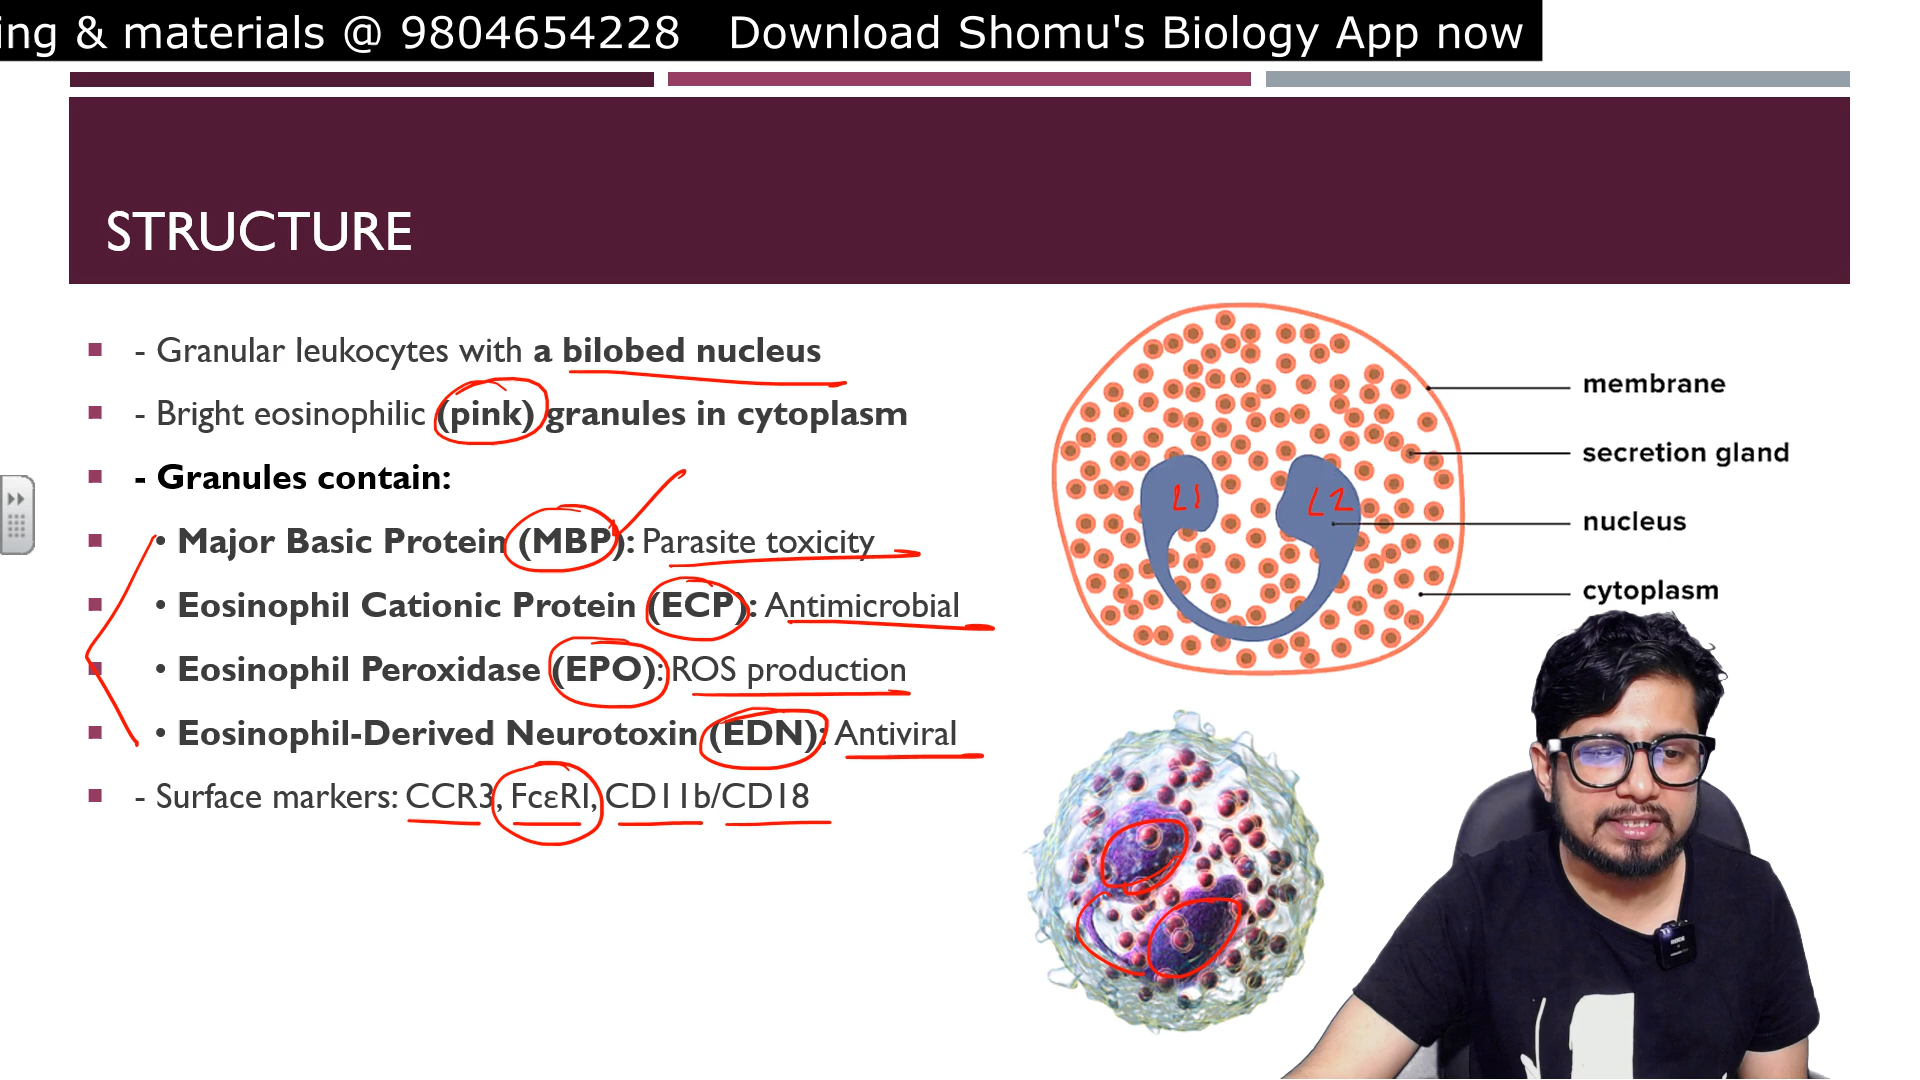 ing & materials @ 9804654228 Download Shomu's Biology App now
STRUCTURE
- Granular leukocytes with a bilobed nucleus
- Bright eosinophilic (pink) granules in cytoplasm
- Granules contain:
• Major Basic Protein (MBP): Parasite toxicity
• Eosinophil Cationic Protein (ECP): Antimicrobial
• Eosinophil Peroxidase (EPO): ROS production
• Eosinophil-Derived Neurotoxin (EDN): Antiviral
- Surface markers: CCR3, FcεRI, CD11b/CD18
membrane
secretion gland
L1 L2
nucleus
cytoplasm
RODE